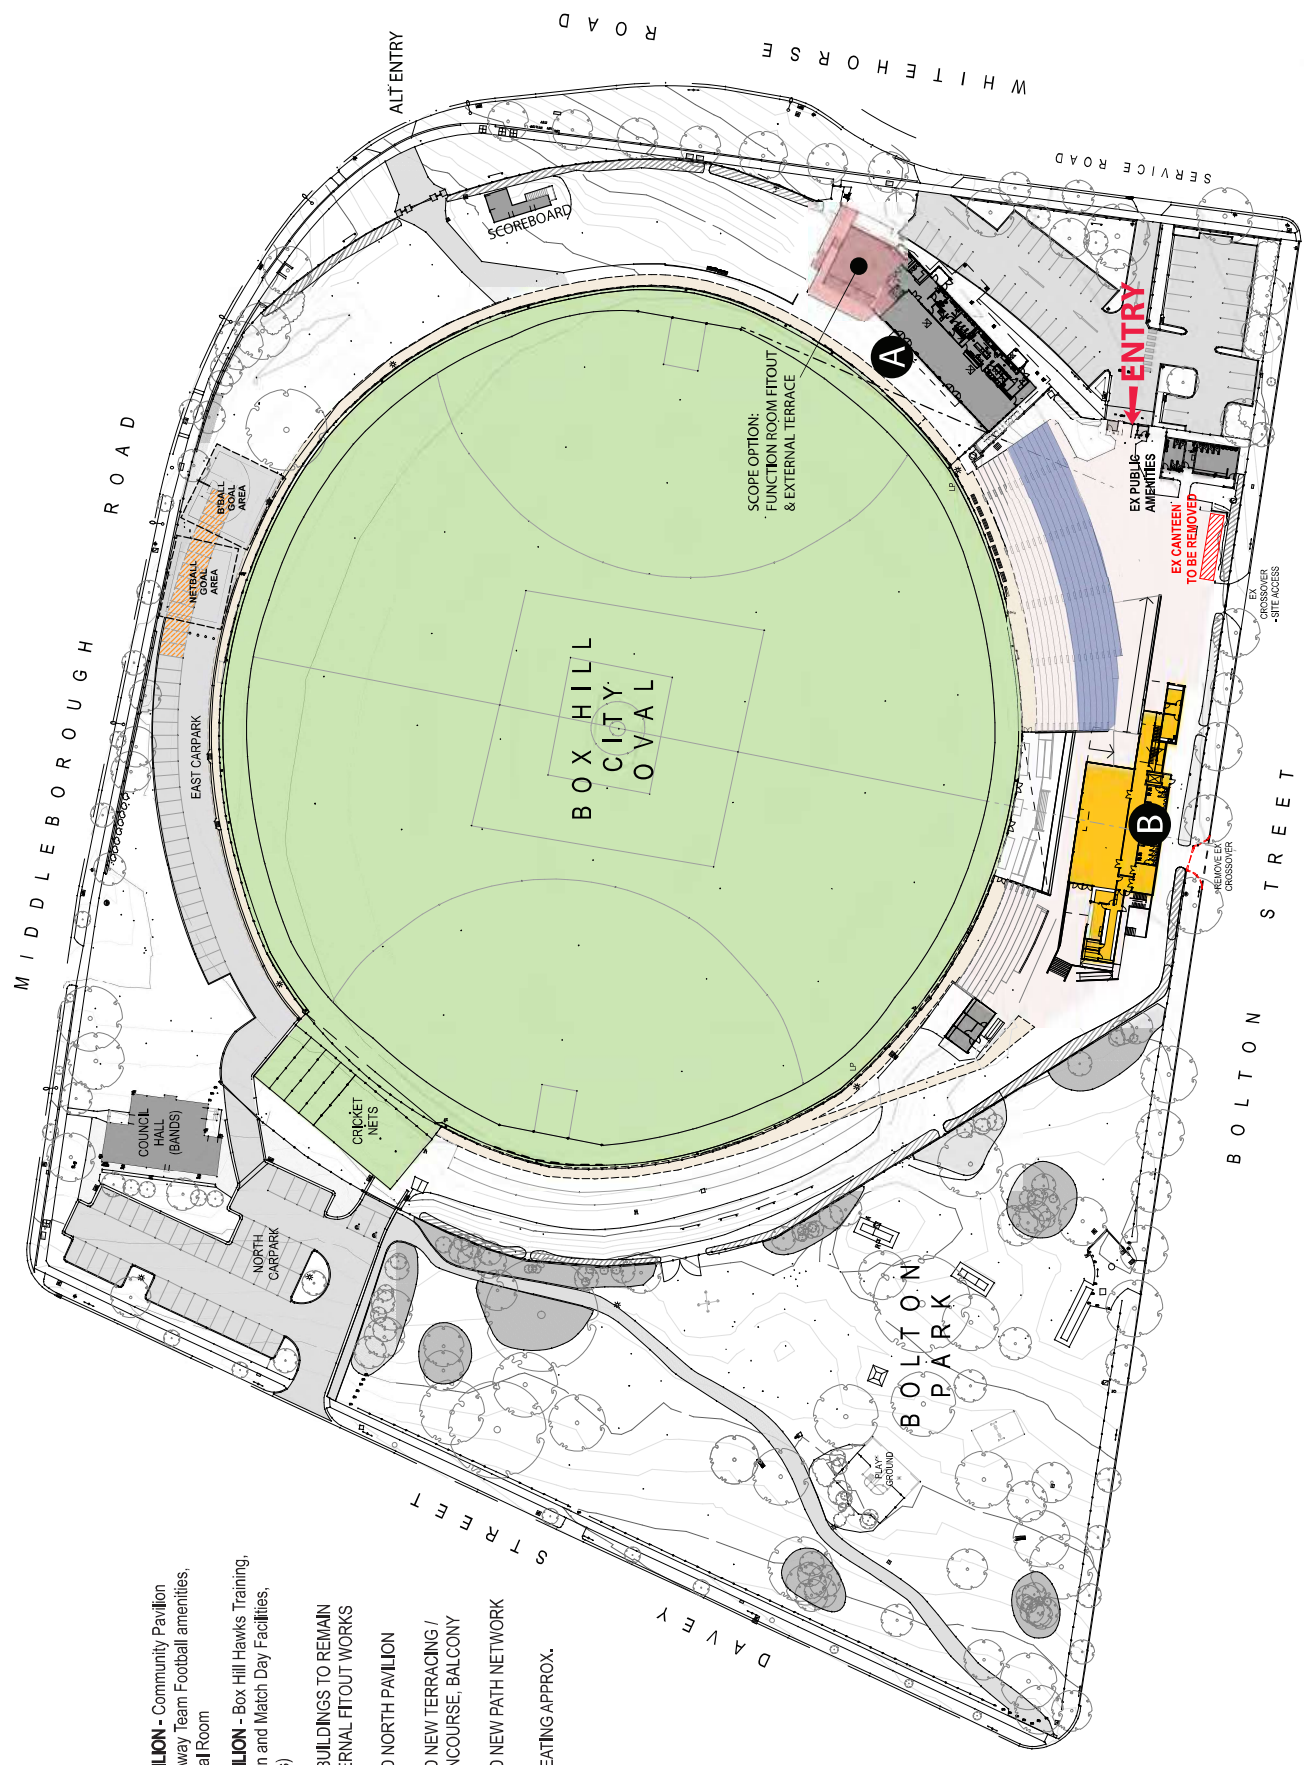 WHITEHORSE
ROAD
SERVICE ROAD
ALT ENTRY
SCOREBOARD
MIDDLEBOROUGH
ROAD
NETBALL
GOAL
AREA
B'BALL
GOAL
AREA
EAST CARPARK
SCOPE OPTION:
FUNCTION ROOM FITOUT
& EXTERNAL TERRACE
A
ENTRY
EX PUBLIC
AMENITIES
EX CANTEEN
TO BE REMOVED
EX
CROSSOVER
- SITE ACCESS
BOX HILL
CITY
OVAL
LP
LP
B
REMOVE EX
CROSSOVER
BOLTON
STREET
COUNCIL
HALL
(BANDS)
CRICKET
NETS
NORTH
CARPARK
BOLTON
PARK
PLAY
GROUND
DAVEY
STREET
LION - Community Pavilion
way Team Football amenities,
al Room
LION - Box Hill Hawks Training,
n and Match Day Facilities,
s)
BUILDINGS TO REMAIN
ERNAL FITOUT WORKS
O NORTH PAVILION
O NEW TERRACING /
NCOURSE, BALCONY
O NEW PATH NETWORK
EATING APPROX.